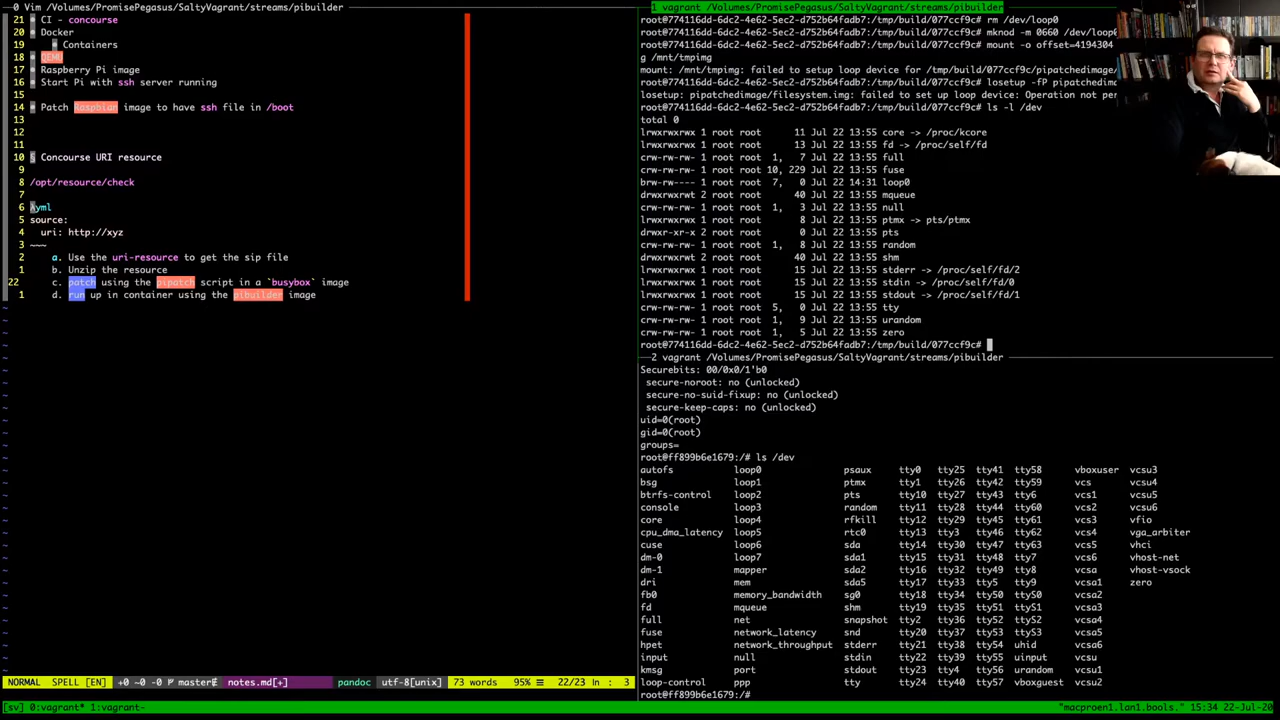 0 Vim /Volumes/PromisePegasus/SaltyVagrant/streams/pibuilder
21 CI - concourse
20 Docker
19 Containers
18 QEMU
17 Raspberry Pi image
16 Start Pi with ssh server running
15
14 Patch Raspbian image to have ssh file in /boot
13
12
11
10 § Concourse URI resource
9
8 /opt/resource/check
7
6 yml
5 source:
4 uri: http://xyz
3 ~~~
2 a. Use the uri-resource to get the sip file
1 b. Unzip the resource
22 c. patch using the pipatch script in a `busybox` image
1 d. run up in container using the pibuilder image
NORMAL SPELL [EN] +0 ~0 -0 master notes.md[+] pandoc utf-8[unix] 73 words 95% 22/23 ln : 3
1 vagrant /Volumes/PromisePegasus/SaltyVagrant/streams/pibuilder
root@774116dd-6dc2-4e62-5ec2-d752b64fadb7:/tmp/build/077ccf9c# rm /dev/loop0
root@774116dd-6dc2-4e62-5ec2-d752b64fadb7:/tmp/build/077ccf9c# mknod -m 0660 /dev/loop
root@774116dd-6dc2-4e62-5ec2-d752b64fadb7:/tmp/build/077ccf9c# mount -o offset=4194304
g /mnt/tmpimg
mount: /mnt/tmpimg: failed to setup loop device for /tmp/build/077ccf9c/pipatchedimage/
root@774116dd-6dc2-4e62-5ec2-d752b64fadb7:/tmp/build/077ccf9c# losetup -fP pipatchedima
losetup: pipatchedimage/filesystem.img: failed to set up loop device: Operation not per
root@774116dd-6dc2-4e62-5ec2-d752b64fadb7:/tmp/build/077ccf9c# ls -l /dev
total 0
lrwxrwxrwx 1 root root 11 Jul 22 13:55 core -> /proc/kcore
lrwxrwxrwx 1 root root 13 Jul 22 13:55 fd -> /proc/self/fd
crw-rw-rw- 1 root root 1, 7 Jul 22 13:55 full
crw-rw-rw- 1 root root 10, 229 Jul 22 13:55 fuse
brw-rw---- 1 root root 7, 0 Jul 22 14:31 loop0
drwxrwxrwt 2 root root 40 Jul 22 13:55 mqueue
crw-rw-rw- 1 root root 1, 3 Jul 22 13:55 null
lrwxrwxrwx 1 root root 8 Jul 22 13:55 ptmx -> pts/ptmx
drwxr-xr-x 2 root root 0 Jul 22 13:55 pts
crw-rw-rw- 1 root root 1, 8 Jul 22 13:55 random
drwxrwxrwt 2 root root 40 Jul 22 13:55 shm
lrwxrwxrwx 1 root root 15 Jul 22 13:55 stderr -> /proc/self/fd/2
lrwxrwxrwx 1 root root 15 Jul 22 13:55 stdin -> /proc/self/fd/0
lrwxrwxrwx 1 root root 15 Jul 22 13:55 stdout -> /proc/self/fd/1
crw-rw-rw- 1 root root 5, 0 Jul 22 13:55 tty
crw-rw-rw- 1 root root 1, 9 Jul 22 13:55 urandom
crw-rw-rw- 1 root root 1, 5 Jul 22 13:55 zero
root@774116dd-6dc2-4e62-5ec2-d752b64fadb7:/tmp/build/077ccf9c#
2 vagrant /Volumes/PromisePegasus/SaltyVagrant/streams/pibuilder
Securebits: 00/0x0/1'b0
secure-noroot: no (unlocked)
secure-no-suid-fixup: no (unlocked)
secure-keep-caps: no (unlocked)
uid=0(root)
gid=0(root)
groups=
root@ff899b6e1679:/# ls /dev
autofs loop0 psaux tty0 tty25 tty41 tty58 vboxuser vcsu3
bsg loop1 ptmx tty1 tty26 tty42 tty59 vcs vcsu4
btrfs-control loop2 pts tty10 tty27 tty43 tty6 vcs1 vcsu5
console loop3 random tty11 tty28 tty44 tty60 vcs2 vcsu6
core loop4 rfkill tty12 tty29 tty45 tty61 vcs3 vfio
cpu_dma_latency loop5 rtc0 tty13 tty3 tty46 tty62 vcs4 vga_arbiter
cuse loop6 sda tty14 tty30 tty47 tty63 vcs5 vhci
dm-0 loop7 sda1 tty15 tty31 tty48 tty7 vcs6 vhost-net
dm-1 mapper sda2 tty16 tty32 tty49 tty8 vcsa vhost-vsock
dri mem sda5 tty17 tty33 tty5 tty9 vcsa1 zero
fb0 memory_bandwidth sg0 tty18 tty34 tty50 ttyS0 vcsa2
fd mqueue shm tty19 tty35 tty51 ttyS1 vcsa3
full net snapshot tty2 tty36 tty52 ttyS2 vcsa4
fuse network_latency snd tty20 tty37 tty53 ttyS3 vcsa5
hpet network_throughput stderr tty21 tty38 tty54 uhid vcsa6
input null stdin tty22 tty39 tty55 uinput vcsu
kmsg port stdout tty23 tty4 tty56 urandom vcsu1
loop-control ppp tty tty24 tty40 tty57 vboxguest vcsu2
root@ff899b6e1679:/#
[sv] 0:vagrant* 1:vagrant- "macproen1.lan1.bools." 15:34 22-Jul-20